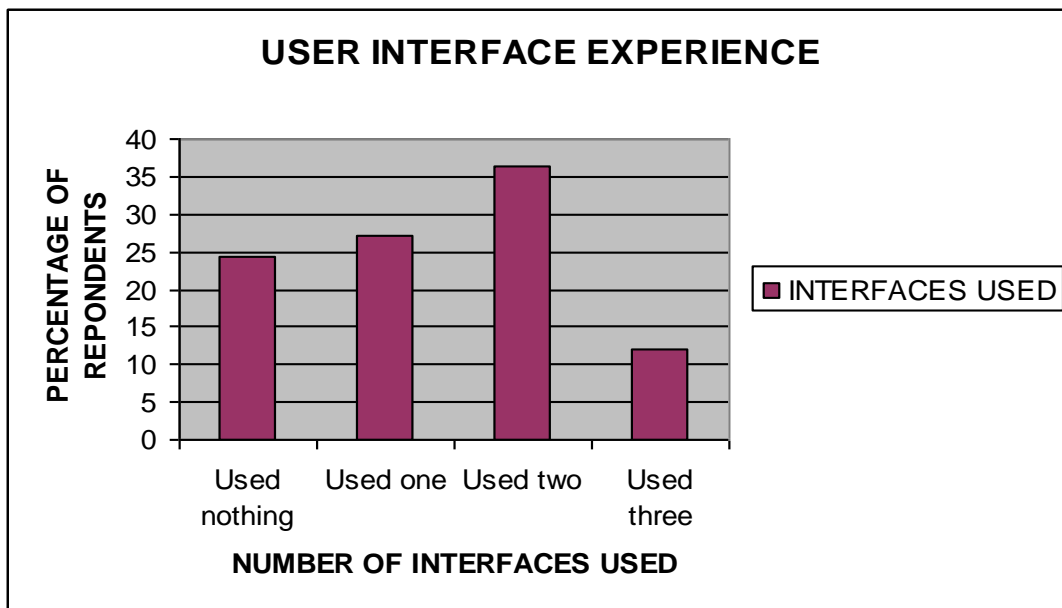 USER INTERFACE EXPERIENCE
PERCENTAGE OF
REPONDENTS
40
35
30
25
20
15
10
5
0
Used
nothing
Used one
Used two
Used
three
NUMBER OF INTERFACES USED
INTERFACES USED